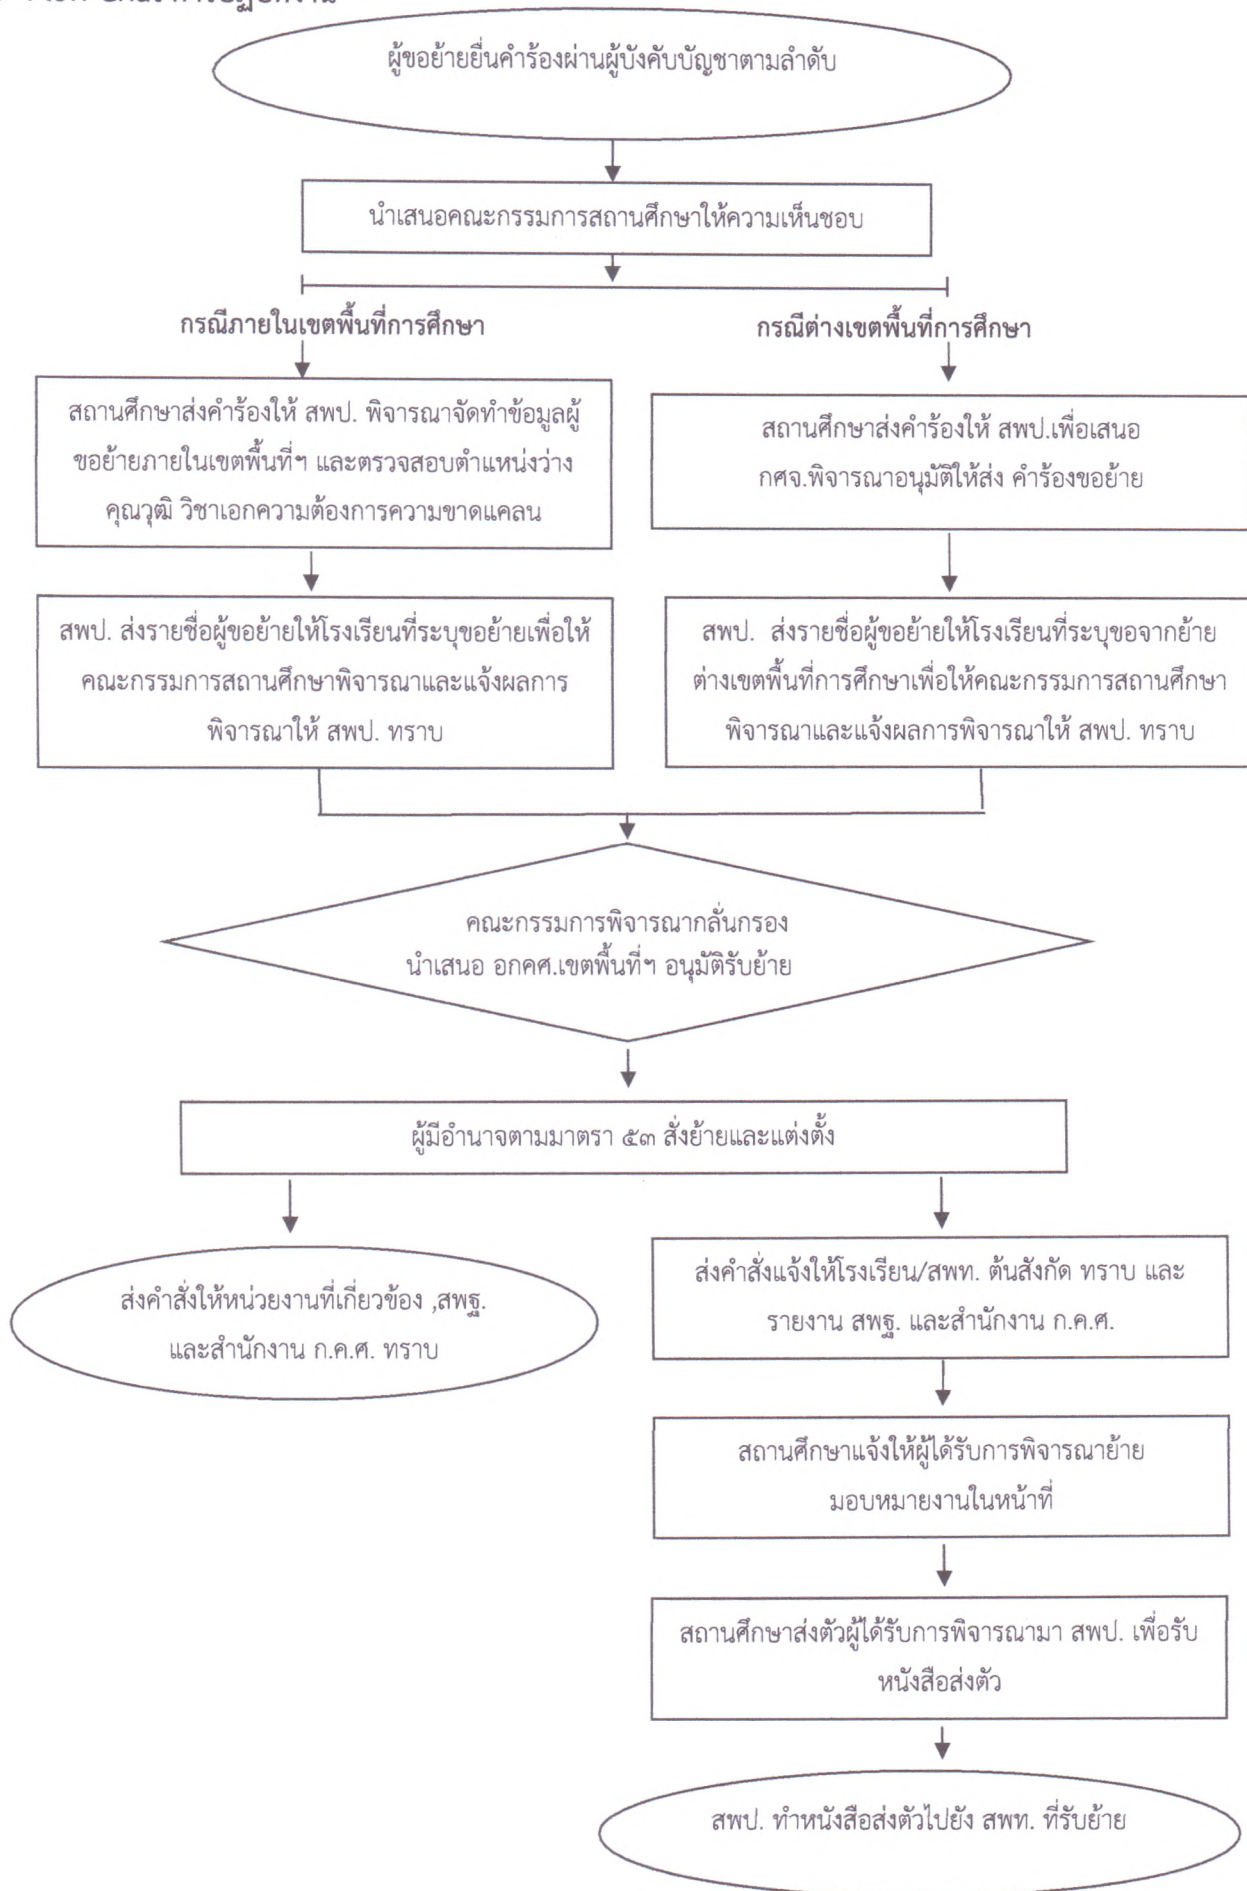 ผู้ขอย้ายยื่นคำร้องผ่านผู้บังคับบัญชาตามลำดับ
นำเสนอคณะกรรมการสถานศึกษาให้ความเห็นชอบ
กรณีภายในเขตพื้นที่การศึกษา
สถานศึกษาส่งคำร้องให้ สพป. พิจารณาจัดทำข้อมูลผู้
ขอย้ายภายในเขตพื้นที่ฯ และตรวจสอบตำแหน่งว่าง
คุณวุฒิ วิชาเอกความต้องการความขาดแคลน
สพป. ส่งรายชื่อผู้ขอย้ายให้โรงเรียนที่ระบุขอย้ายเพื่อให้
คณะกรรมการสถานศึกษาพิจารณาและแจ้งผลการ
พิจารณาให้ สพป. ทราบ
กรณีต่างเขตพื้นที่การศึกษา
สถานศึกษาส่งคำร้องให้ สพป.เพื่อเสนอ
กศจ.พิจารณาอนุมัติให้ส่ง คำร้องขอย้าย
สพป. ส่งรายชื่อผู้ขอย้ายให้โรงเรียนที่ระบุขอจากย้าย
ต่างเขตพื้นที่การศึกษาเพื่อให้คณะกรรมการสถานศึกษา
พิจารณาและแจ้งผลการพิจารณาให้ สพป. ทราบ
คณะกรรมการพิจารณากลั่นกรอง
นำเสนอ อกคศ.เขตพื้นที่ฯ อนุมัติรับย้าย
ผู้มีอำนาจตามมาตรา ๕๓ สั่งย้ายและแต่งตั้ง
ส่งคำสั่งให้หน่วยงานที่เกี่ยวข้อง ,สพฐ.
และสำนักงาน ก.ค.ศ. ทราบ
ส่งคำสั่งแจ้งให้โรงเรียน/สพท. ต้นสังกัด ทราบ และ
รายงาน สพฐ. และสำนักงาน ก.ค.ศ.
สถานศึกษาแจ้งให้ผู้ได้รับการพิจารณาย้าย
มอบหมายงานในหน้าที่
สถานศึกษาส่งตัวผู้ได้รับการพิจารณามา สพป. เพื่อรับ
หนังสือส่งตัว
สพป. ทำหนังสือส่งตัวไปยัง สพท. ที่รับย้าย